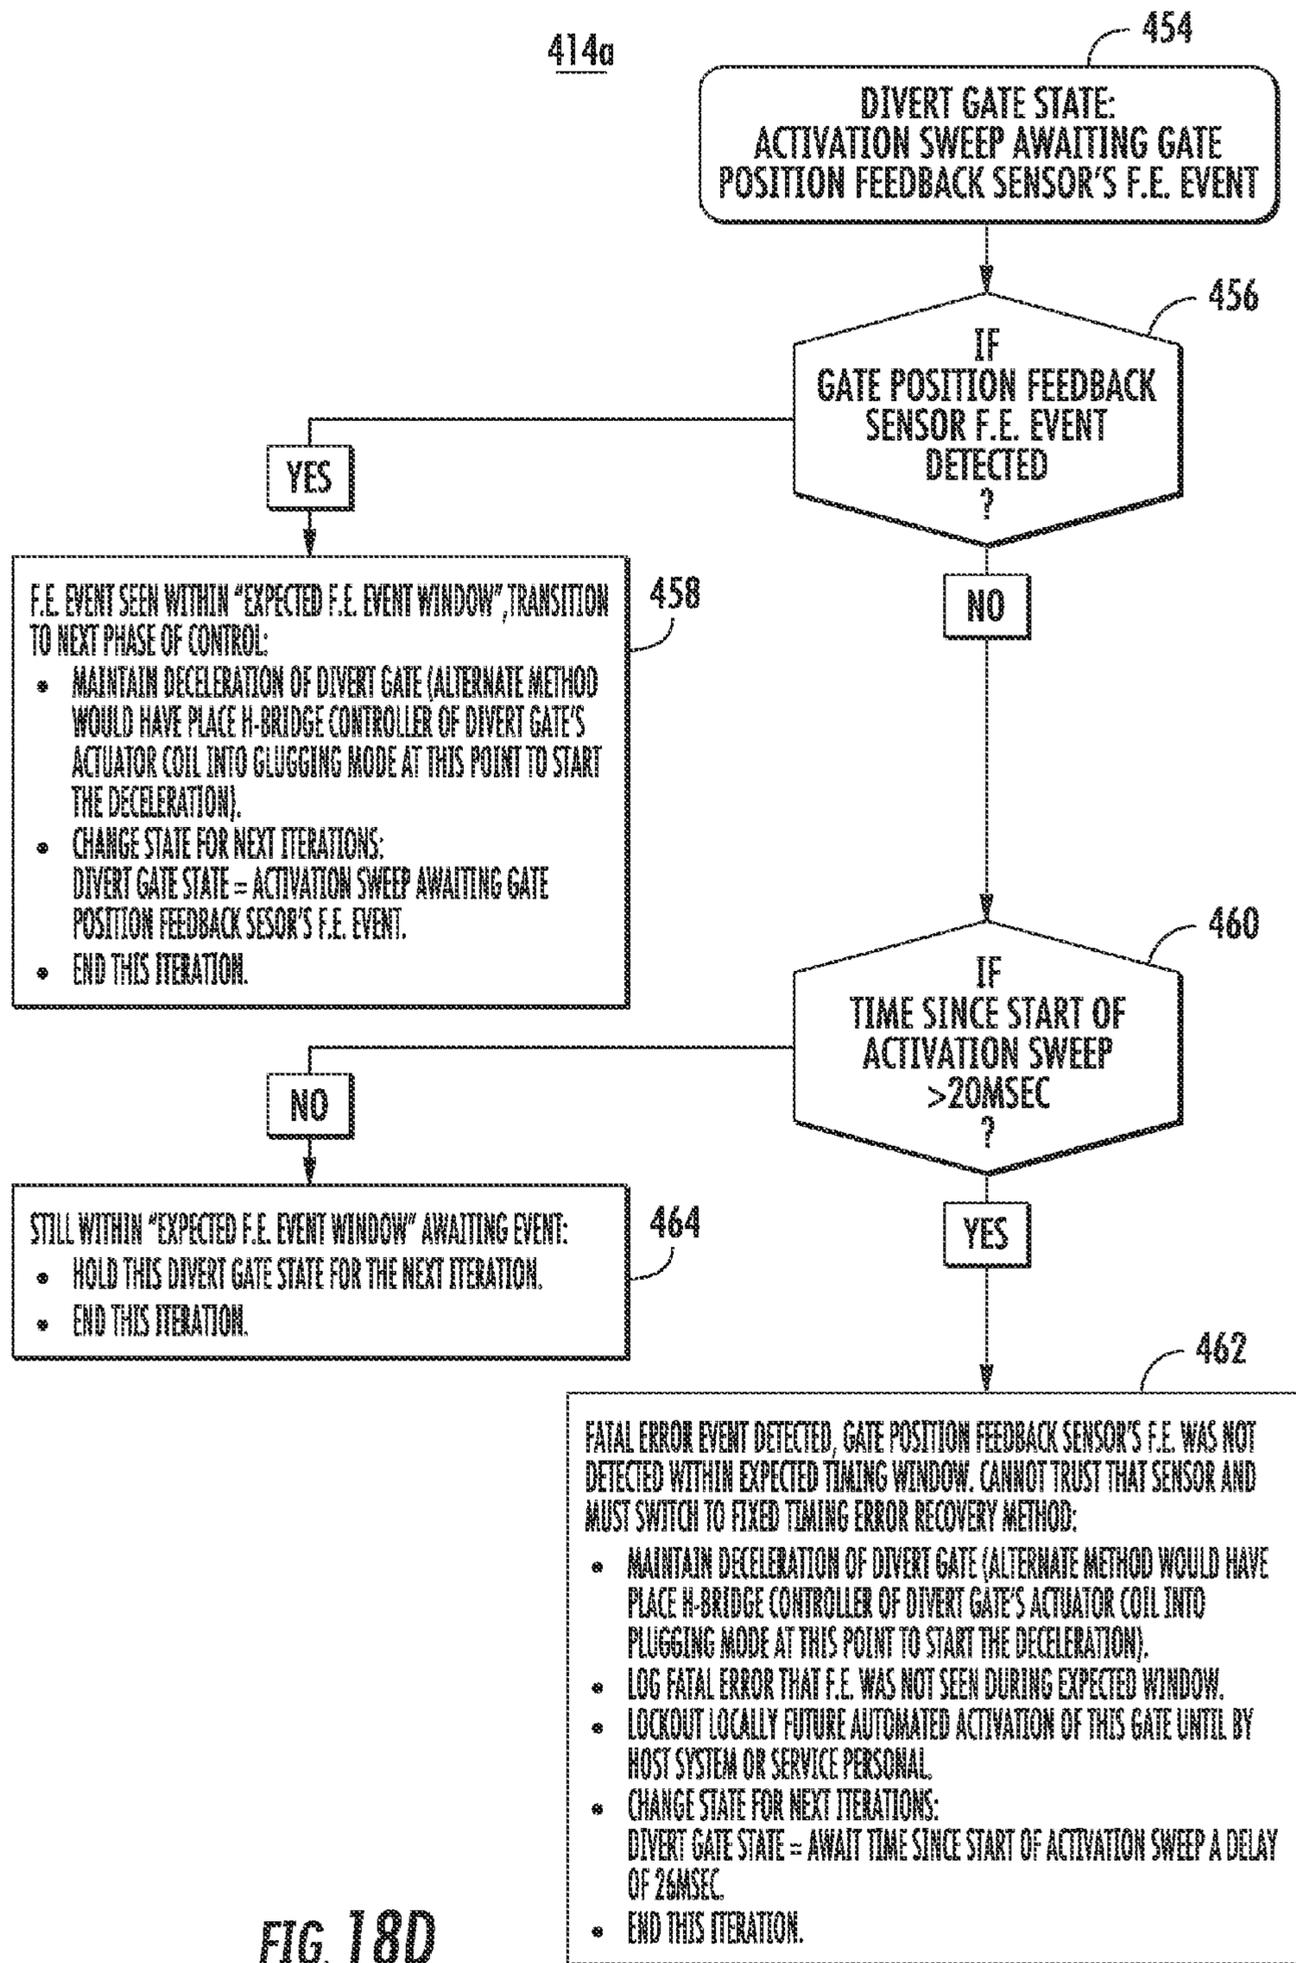 414a
454
DIVERT GATE STATE:
ACTIVATION SWEEP AWAITING GATE
POSITION FEEDBACK SENSOR'S F.E. EVENT
456
IF
GATE POSITION FEEDBACK
SENSOR F.E. EVENT
DETECTED
?
YES
NO
458
F.E. EVENT SEEN WITHIN "EXPECTED F.E. EVENT WINDOW", TRANSITION
TO NEXT PHASE OF CONTROL:
• MAINTAIN DECELERATION OF DIVERT GATE (ALTERNATE METHOD
WOULD HAVE PLACE H-BRIDGE CONTROLLER OF DIVERT GATE'S
ACTUATOR COIL INTO GLUGGING MODE AT THIS POINT TO START
THE DECELERATION).
• CHANGE STATE FOR NEXT ITERATIONS:
DIVERT GATE STATE = ACTIVATION SWEEP AWAITING GATE
POSITION FEEDBACK SESOR'S F.E. EVENT.
• END THIS ITERATION.
460
IF
TIME SINCE START OF
ACTIVATION SWEEP
>20MSEC
?
NO
YES
464
STILL WITHIN "EXPECTED F.E. EVENT WINDOW" AWAITING EVENT:
• HOLD THIS DIVERT GATE STATE FOR THE NEXT ITERATION.
• END THIS ITERATION.
462
FATAL ERROR EVENT DETECTED, GATE POSITION FEEDBACK SENSOR'S F.E. WAS NOT
DETECTED WITHIN EXPECTED TIMING WINDOW. CANNOT TRUST THAT SENSOR AND
MUST SWITCH TO FIXED TIMING ERROR RECOVERY METHOD:
• MAINTAIN DECELERATION OF DIVERT GATE (ALTERNATE METHOD WOULD HAVE
PLACE H-BRIDGE CONTROLLER OF DIVERT GATE'S ACTUATOR COIL INTO
PLUGGING MODE AT THIS POINT TO START THE DECELERATION).
• LOG FATAL ERROR THAT F.E. WAS NOT SEEN DURING EXPECTED WINDOW.
• LOCKOUT LOCALLY FUTURE AUTOMATED ACTIVATION OF THIS GATE UNTIL BY
HOST SYSTEM OR SERVICE PERSONAL.
• CHANGE STATE FOR NEXT ITERATIONS:
DIVERT GATE STATE = AWAIT TIME SINCE START OF ACTIVATION SWEEP A DELAY
OF 26MSEC.
• END THIS ITERATION.
FIG. 18D